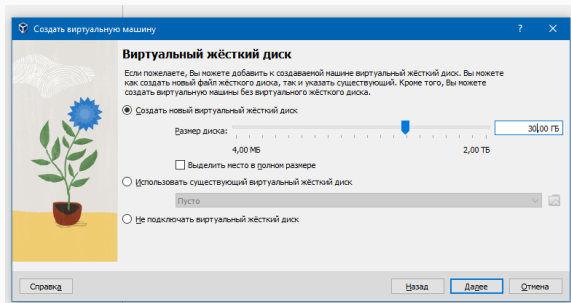 Создать виртуальную машину
Виртуальный жёсткий диск
Если пожелаете, Вы можете добавить к создаваемой машине виртуальный жёсткий диск. Вы можете
как создать новый файл жёсткого диска, так и указать существующий. Кроме того, Вы можете
создать виртуальную машины без виртуального жёсткого диска.
Создать новый виртуальный жёсткий диск
Размер диска: 30,00 ГБ
4,00 МБ 2,00 ТБ
Выделить место в полном размере
Использовать существующий виртуальный жёсткий диск
Пусто
Не подключать виртуальный жёсткий диск
Справка Назад Далее Отмена